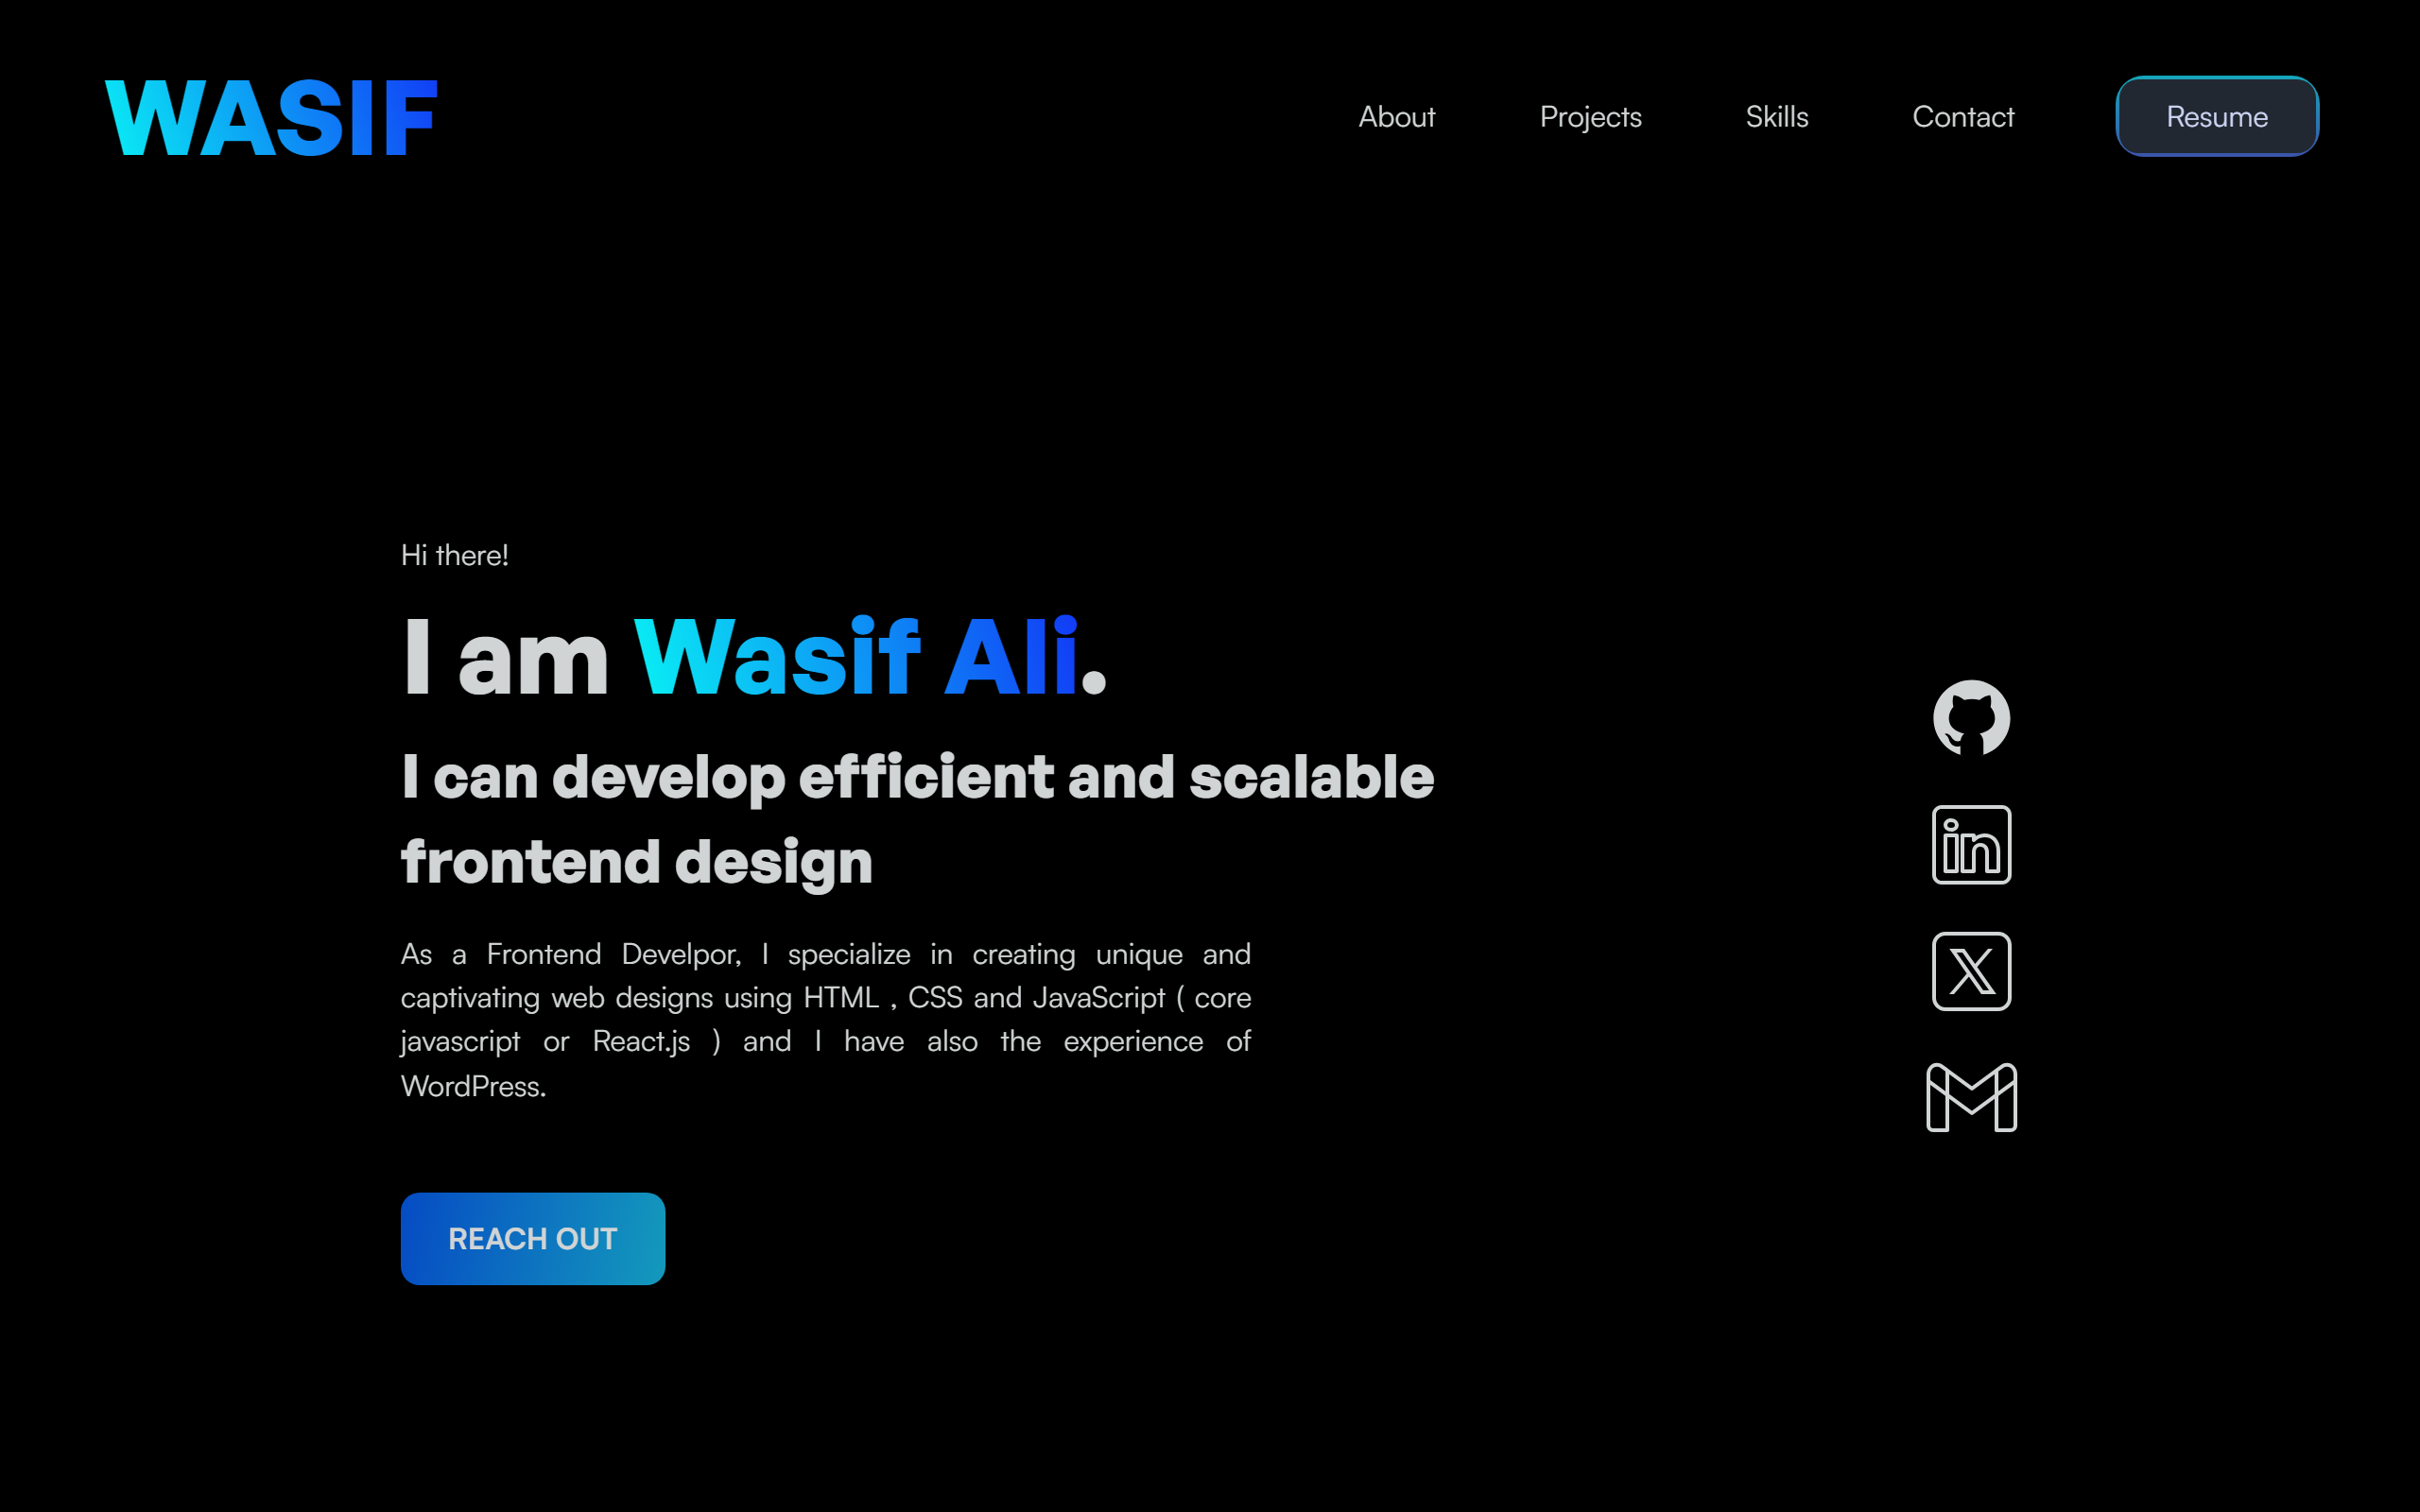 WASIF
About
Projects
Skills
Contact
Resume
Hi there!
I am Wasif Ali.
I can develop efficient and scalable
frontend design
As a Frontend Develpor, I specialize in creating unique and
captivating web designs using HTML , CSS and JavaScript ( core
javascript or React.js ) and I have also the experience of
WordPress.
in
X
M
REACH OUT